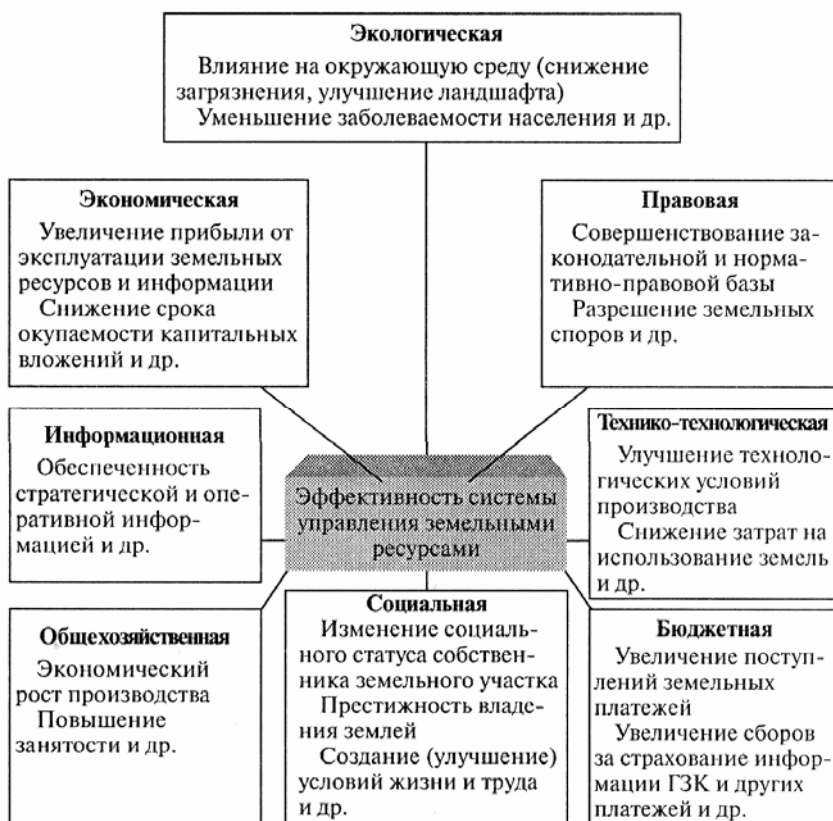 Экологическая
Влияние на окружающую среду (снижение
загрязнения, улучшение ландшафта)
Уменьшение заболеваемости населения и др.
Экономическая
Увеличение прибыли от
эксплуатации земельных
ресурсов и информации
Снижение срока
окупаемости капитальных
вложений и др.
Правовая
Совершенствование за-
конодательной и норма-
тивно-правовой базы
Разрешение земельных
споров и др.
Информационная
Обеспеченность
стратегической и опе-
ративной инфор-
мацией и др.
Эффективность системы
управления земельными
ресурсами
Технико-технологическая
Улучшение техноло-
гических условий
производства
Снижение затрат на
использование земель
и др.
Общехозяйственная
Экономический
рост производства
Повышение
занятости и др.
Социальная
Изменение социаль-
ного статуса собствен-
ника земельного участка
Престижность владе-
ния землей
Создание (улучшение)
условий жизни и труда
и др.
Бюджетная
Увеличение поступ-
лений земельных
платежей
Увеличение сборов
за страхование инфор-
мации ГЗК и других
платежей и др.